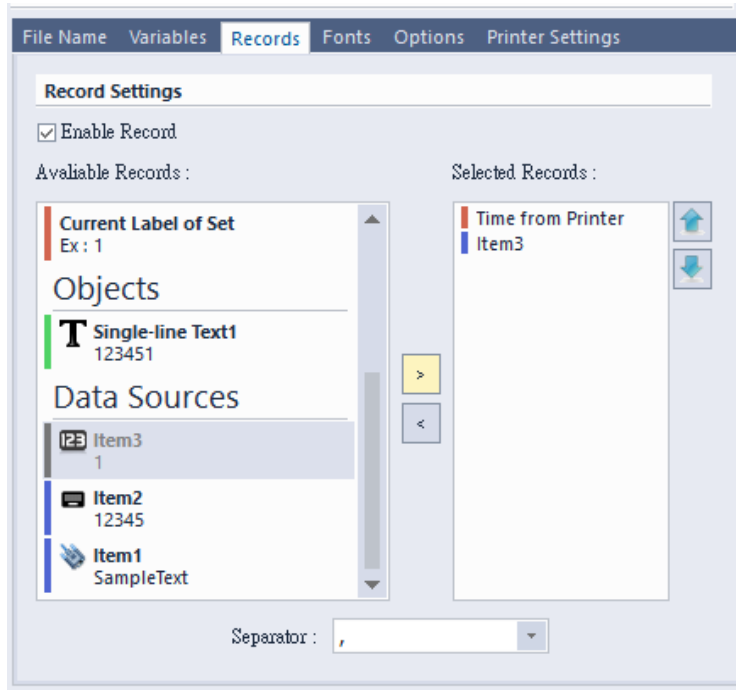 File Name Variables Records Fonts Options Printer Settings
Record Settings
Enable Record
Avaliable Records :
Current Label of Set
Ex : 1
Objects
T Single-line Text1
123451
Data Sources
123 Item3
1
Item2
12345
Item1
SampleText
>
<
Selected Records :
Time from Printer
Item3
Separator : ,